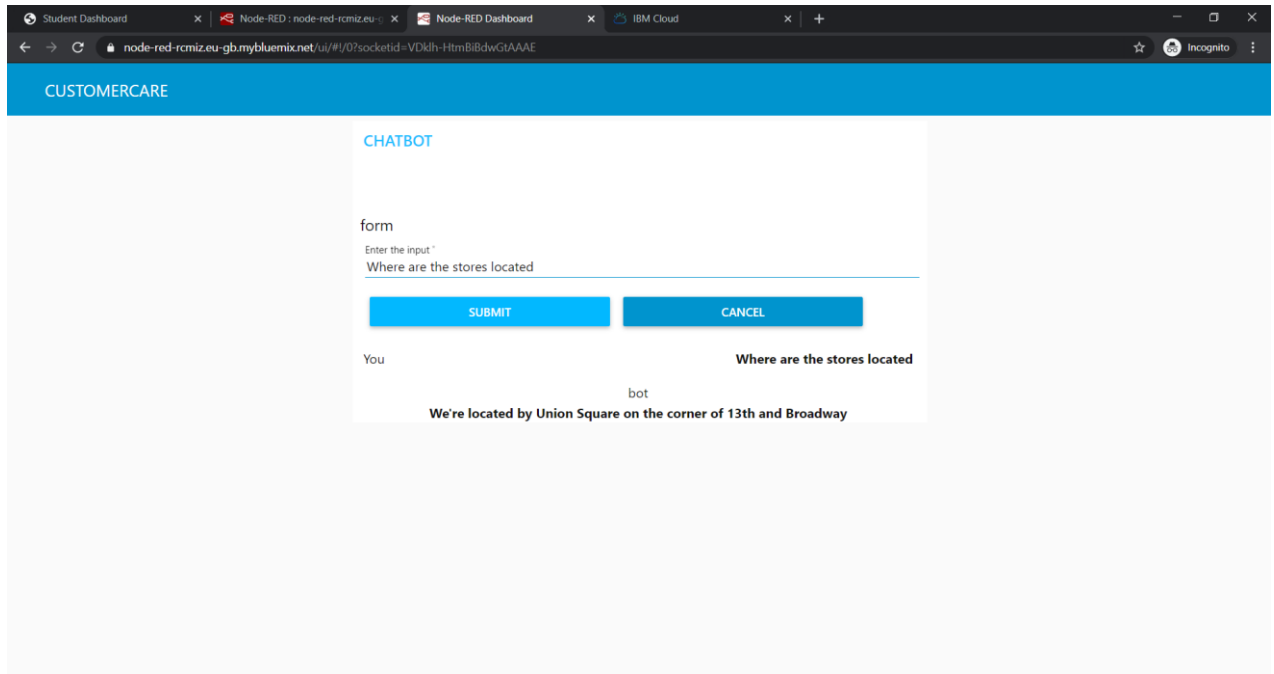 Student Dashboard
Node-RED : node-red-rcmiz.eu-g
Node-RED Dashboard
IBM Cloud
node-red-rcmiz.eu-gb.mybluemix.net/ui/#!/0?socketid=VDklh-HtmBiBdwGtAAAE
Incognito
CUSTOMERCARE
CHATBOT
form
Enter the input *
Where are the stores located
SUBMIT CANCEL
You Where are the stores located
bot
We're located by Union Square on the corner of 13th and Broadway